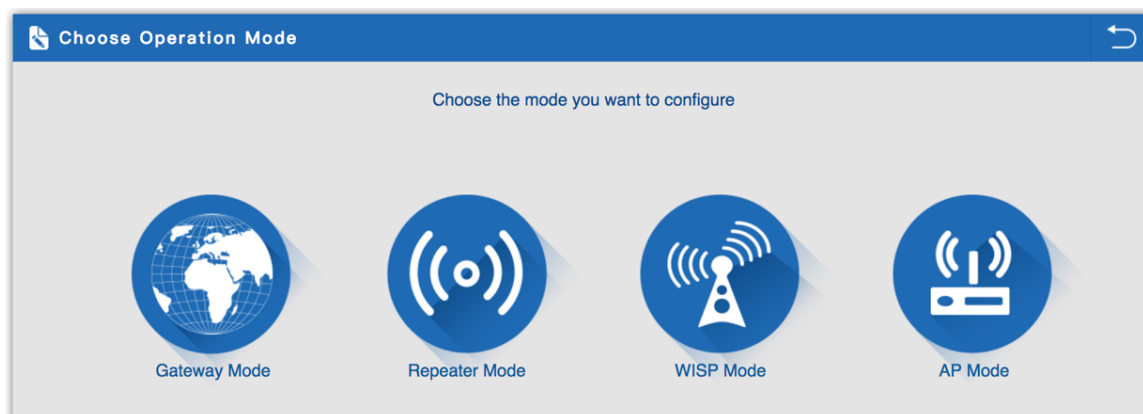 Choose Operation Mode
Choose the mode you want to configure
Gateway Mode
Repeater Mode
WISP Mode
AP Mode